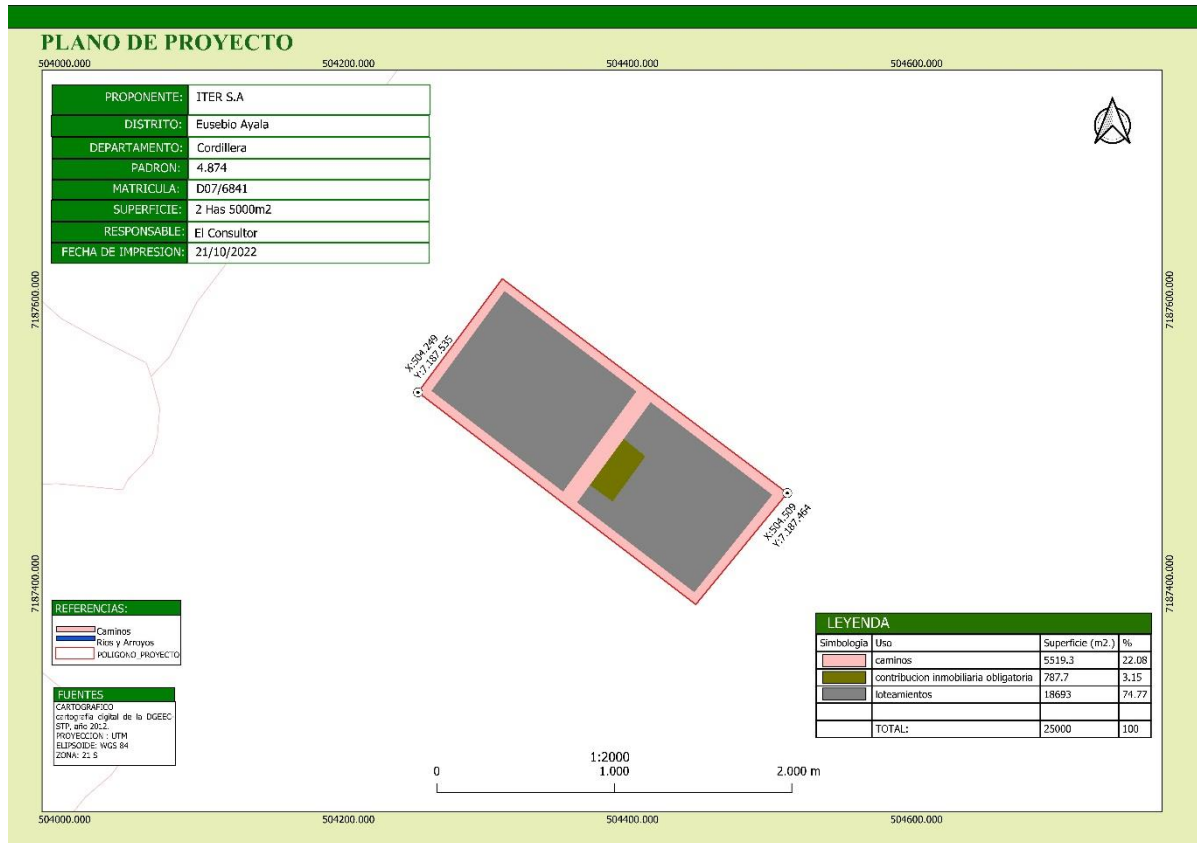 PLANO DE PROYECTO
504000.000 504200.000 504400.000 504600.000
PROPONENTE: ITER S.A
DISTRITO: Eusebio Ayala
DEPARTAMENTO: Cordillera
PADRON: 4.874
MATRICULA: D07/6841
SUPERFICIE: 2 Has 5000m2
RESPONSABLE: El Consultor
FECHA DE IMPRESION: 21/10/2022
7187600.000 7187600.000
X:504.249
Y:7.187.535
X:504.509
Y:7.187.464
7187400.000 7187400.000
REFERENCIAS:
Caminos
Rios y Arroyos
POLIGONO_PROYECTO
FUENTES
CARTOGRAFICO
cartografia digital de la DGEEC-
STP, año 2012.
PROYECCION : UTM
ELIPSOIDE: WGS 84
ZONA: 21 S
LEYENDA
Simbologia Uso Superficie (m2.) %
caminos 5519.3 22.08
contribucion inmobiliaria obligatoria 787.7 3.15
loteamientos 18693 74.77
TOTAL: 25000 100
1:2000
0 1.000 2.000 m
504000.000 504200.000 504400.000 504600.000